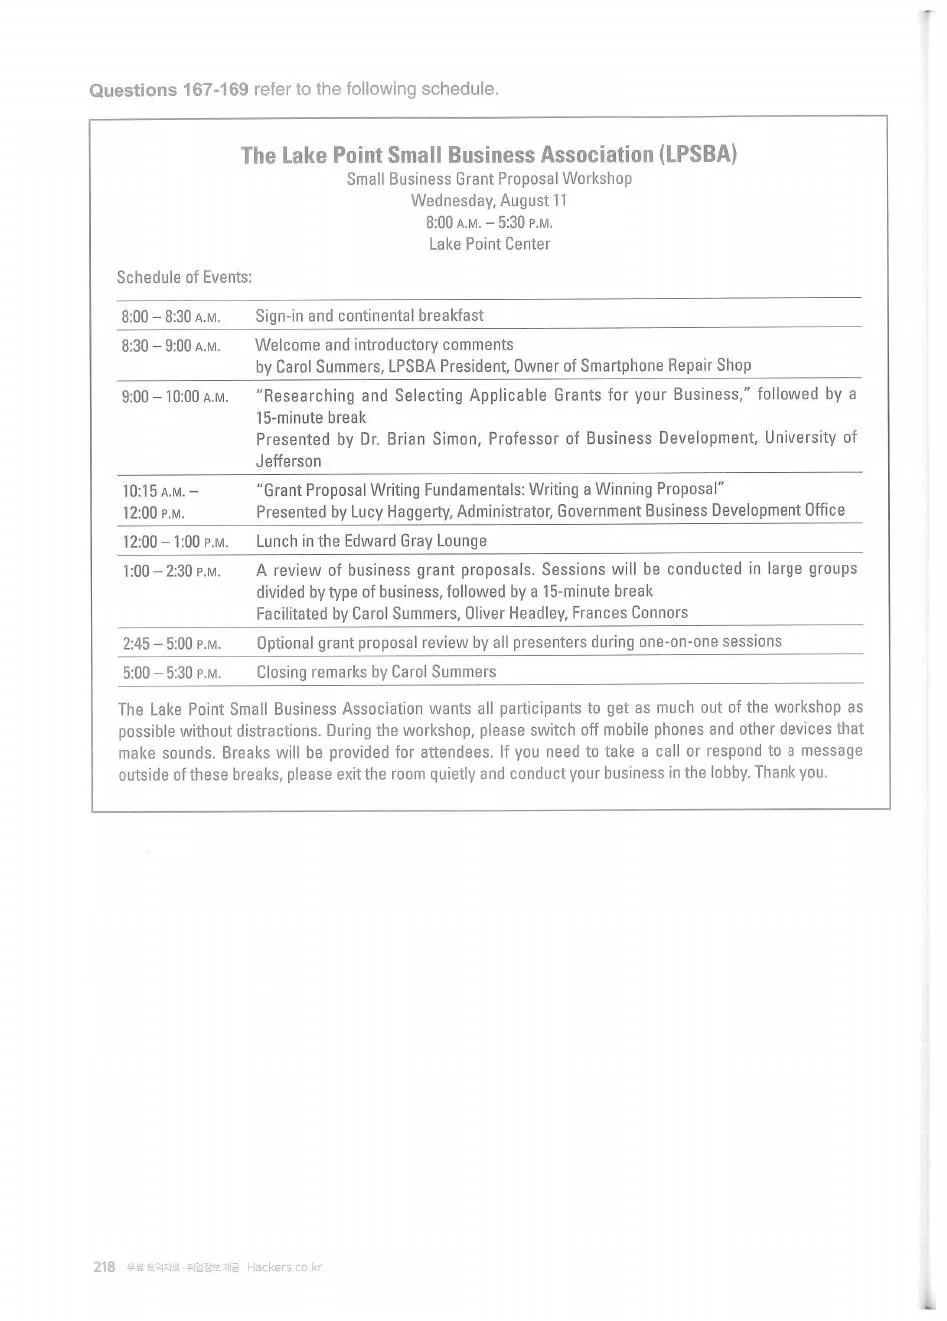 Questions 167-169 refer to the following schedule.
The Lake Point Small Business Association (LPSBA)
Small Business Grant Proposal Workshop
Wednesday, August 11
8:00 A.M. – 5:30 P.M.
Lake Point Center
Schedule of Events:
8:00 – 8:30 A.M. Sign-in and continental breakfast
8:30 – 9:00 A.M. Welcome and introductory comments
by Carol Summers, LPSBA President, Owner of Smartphone Repair Shop
9:00 – 10:00 A.M. "Researching and Selecting Applicable Grants for your Business," followed by a
15-minute break
Presented by Dr. Brian Simon, Professor of Business Development, University of
Jefferson
10:15 A.M. – "Grant Proposal Writing Fundamentals: Writing a Winning Proposal"
12:00 P.M. Presented by Lucy Haggerty, Administrator, Government Business Development Office
12:00 – 1:00 P.M. Lunch in the Edward Gray Lounge
1:00 – 2:30 P.M. A review of business grant proposals. Sessions will be conducted in large groups
divided by type of business, followed by a 15-minute break
Facilitated by Carol Summers, Oliver Headley, Frances Connors
2:45 – 5:00 P.M. Optional grant proposal review by all presenters during one-on-one sessions
5:00 – 5:30 P.M. Closing remarks by Carol Summers
The Lake Point Small Business Association wants all participants to get as much out of the workshop as
possible without distractions. During the workshop, please switch off mobile phones and other devices that
make sounds. Breaks will be provided for attendees. If you need to take a call or respond to a message
outside of these breaks, please exit the room quietly and conduct your business in the lobby. Thank you.
218 무료 토익자료 · 취업정보 제공 Hackers.co.kr